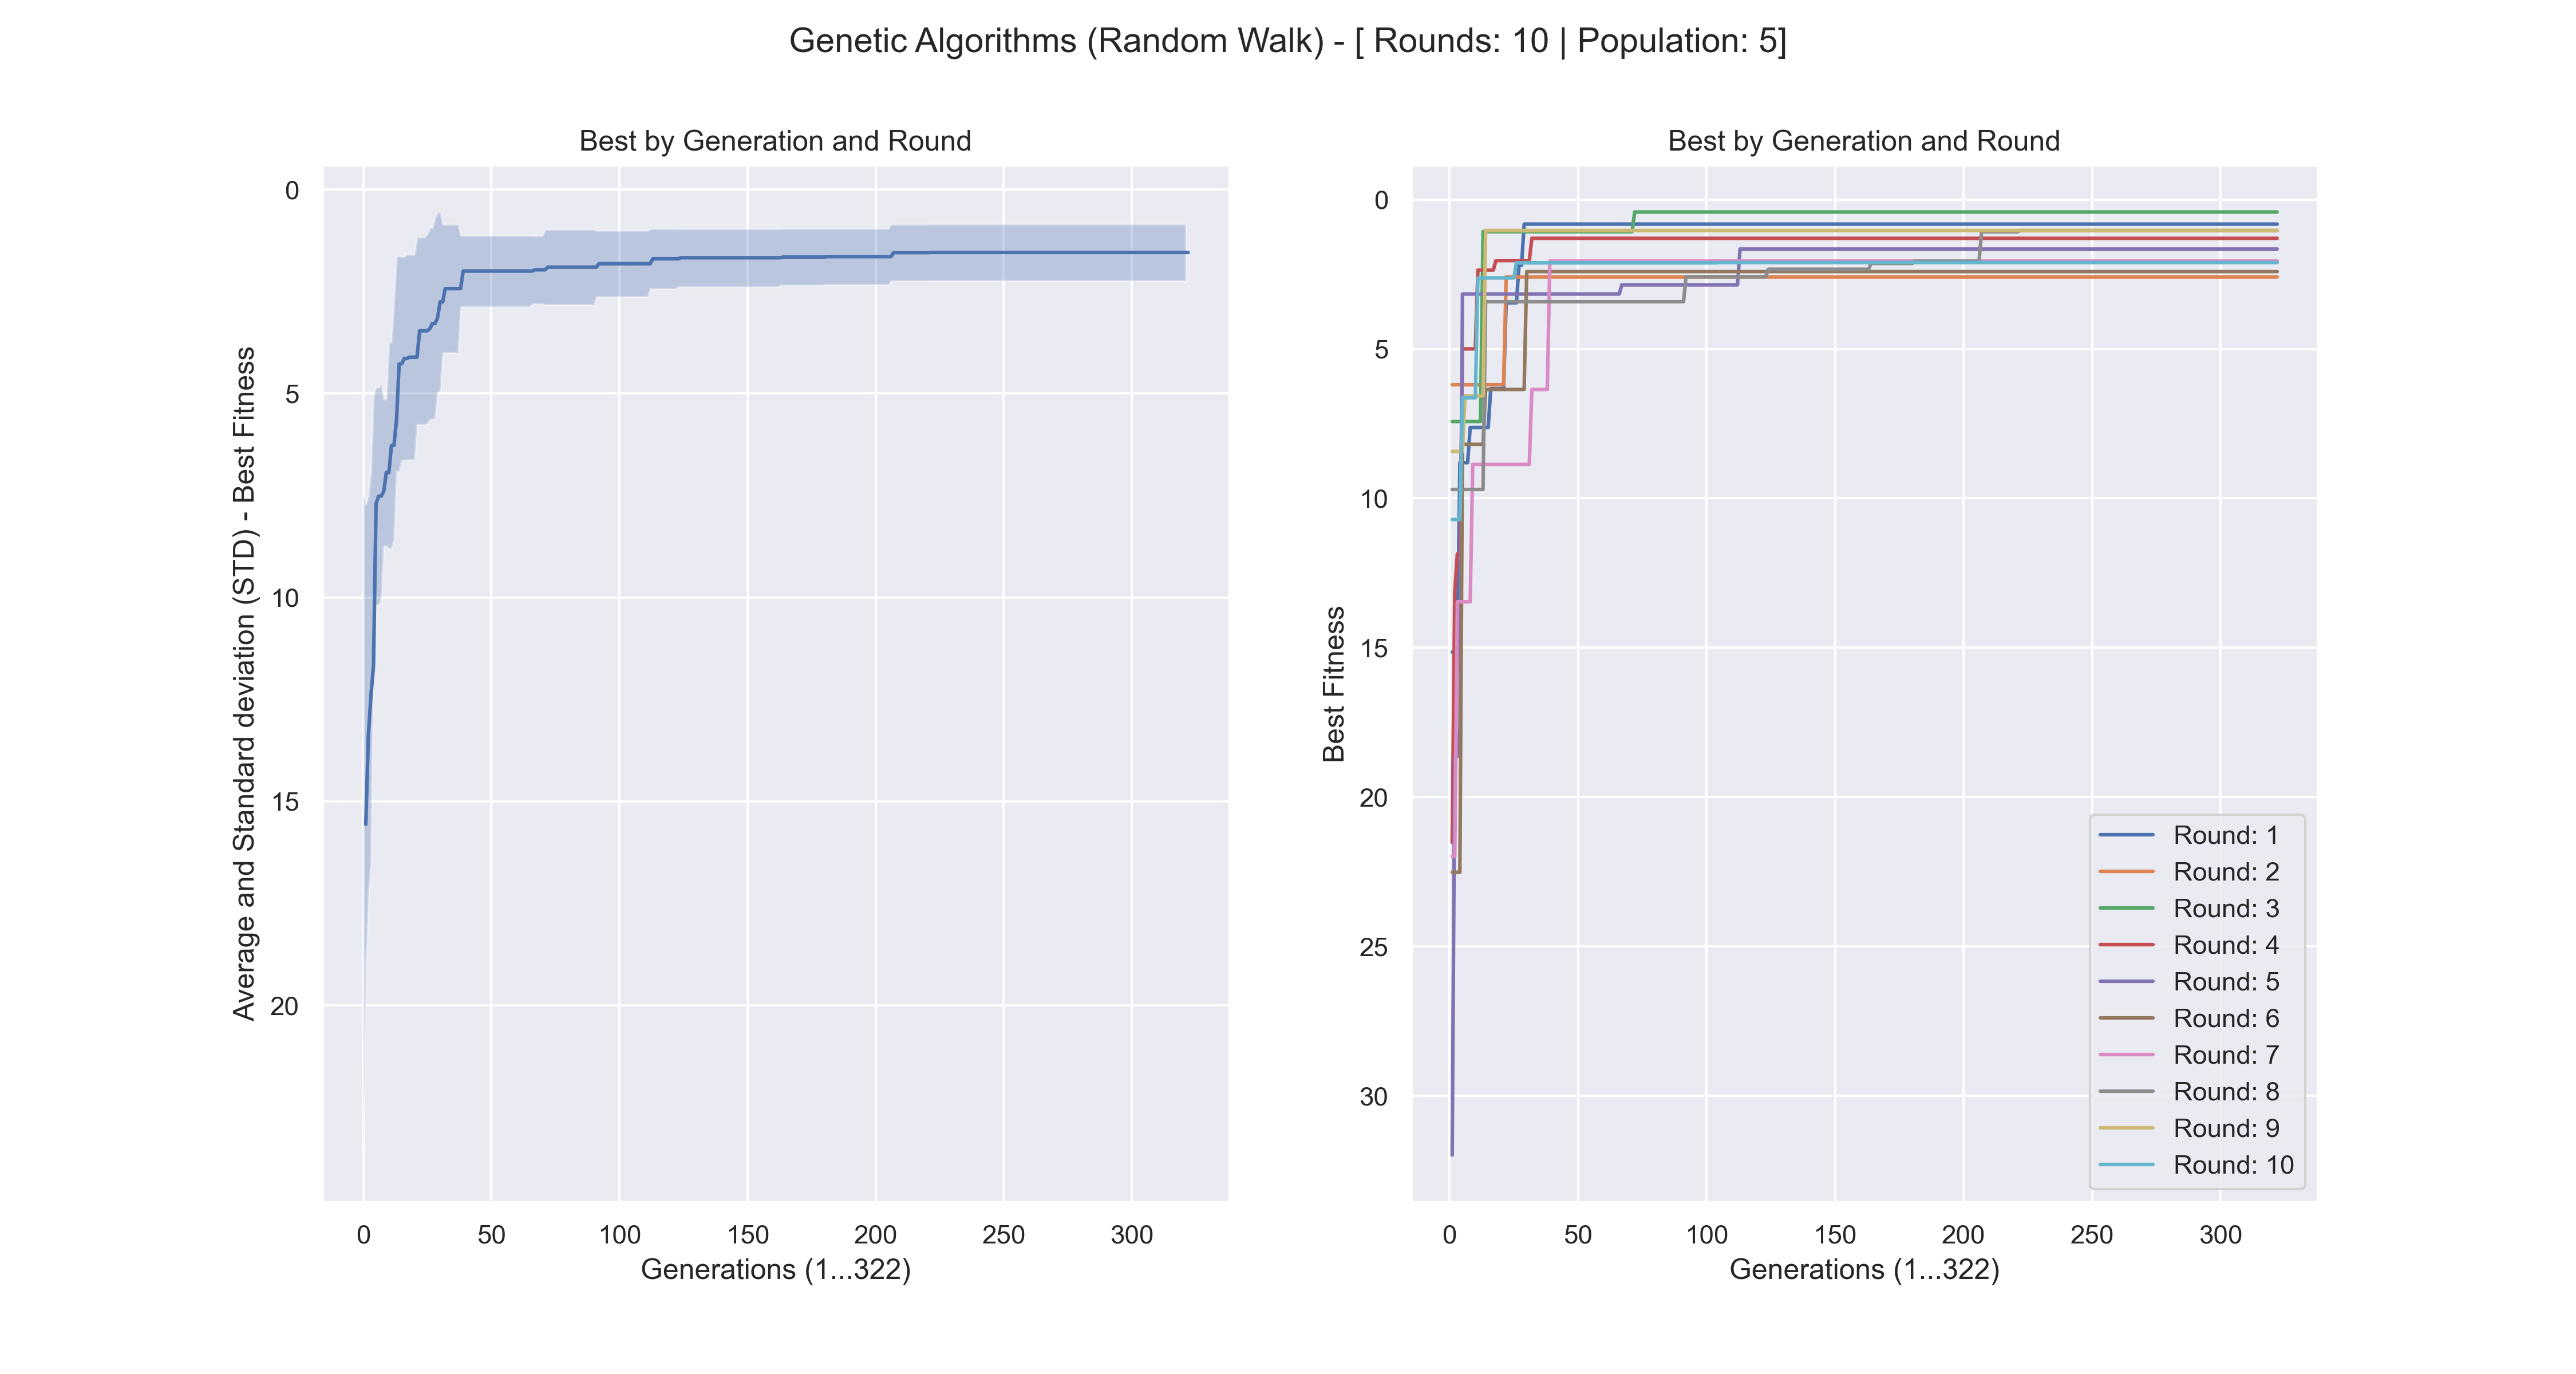 Genetic Algorithms (Random Walk) - [ Rounds: 10 | Population: 5]
Best by Generation and Round
Average and Standard deviation (STD) - Best Fitness
0
5
10
15
20
0
50
100
150
200
250
300
Generations (1...322)
Best by Generation and Round
Best Fitness
0
5
10
15
20
25
30
Round: 1
Round: 2
Round: 3
Round: 4
Round: 5
Round: 6
Round: 7
Round: 8
Round: 9
Round: 10
0
50
100
150
200
250
300
Generations (1...322)